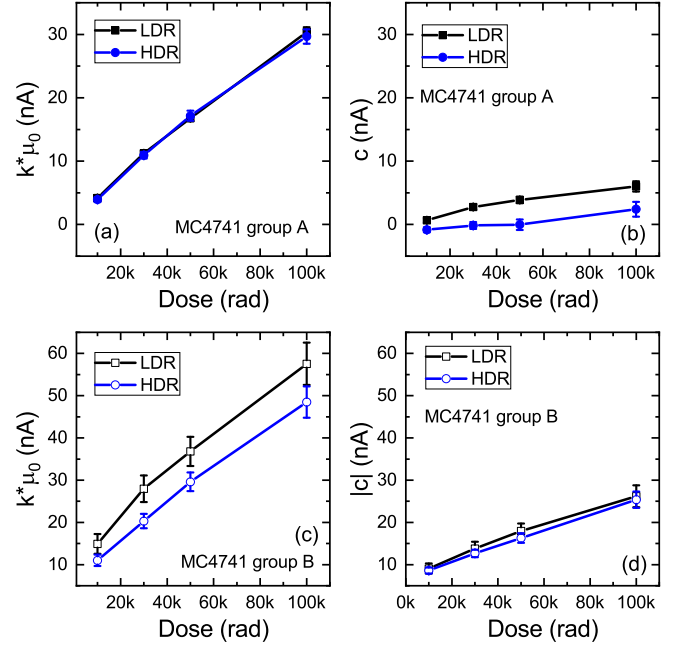 k*μ0 (nA)
30
20
10
0
LDR
HDR
(a)
MC4741 group A
20k 40k 60k 80k 100k
Dose (rad)
c (nA)
30
20
10
0
LDR
HDR
MC4741 group A
(b)
20k 40k 60k 80k 100k
Dose (rad)
k*μ0 (nA)
60
50
40
30
20
10
LDR
HDR
(c)
MC4741 group B
20k 40k 60k 80k 100k
Dose (rad)
|c| (nA)
60
50
40
30
20
10
LDR
HDR
MC4741 group B
(d)
0k 20k 40k 60k 80k 100k
Dose (rad)